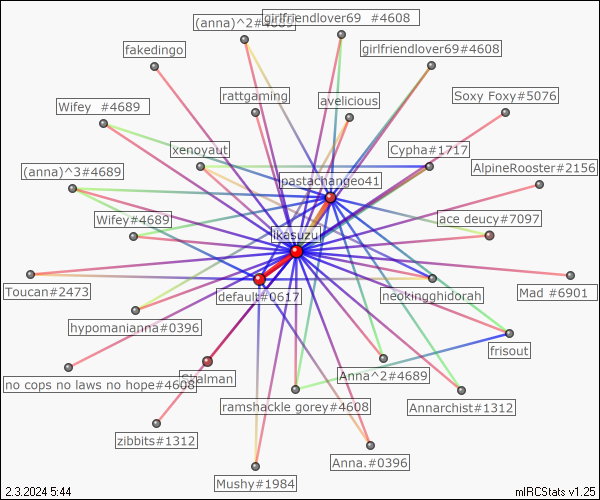 (anna)^2#4689
girlfriendlover69  #4608
fakedingo
girlfriendlover69#4608
rattgaming
avelicious
Soxy Foxy#5076
Wifey  #4689
xenoyaut
Cypha#1717
(anna)^3#4689
pastachangeo41
AlpineRooster#2156
Wifey#4689
ace deucy#7097
ikasuzu
Toucan#2473
default#0617
neokingghidorah
Mad #6901
hypomanianna#0396
frisout
no cops no laws no hope#4608
Anna^2#4689
ramshackle gorey#4608
Annarchist#1312
zibbits#1312
Anna.#0396
Mushy#1984
2.3.2024 5:44
mIRCStats v1.25